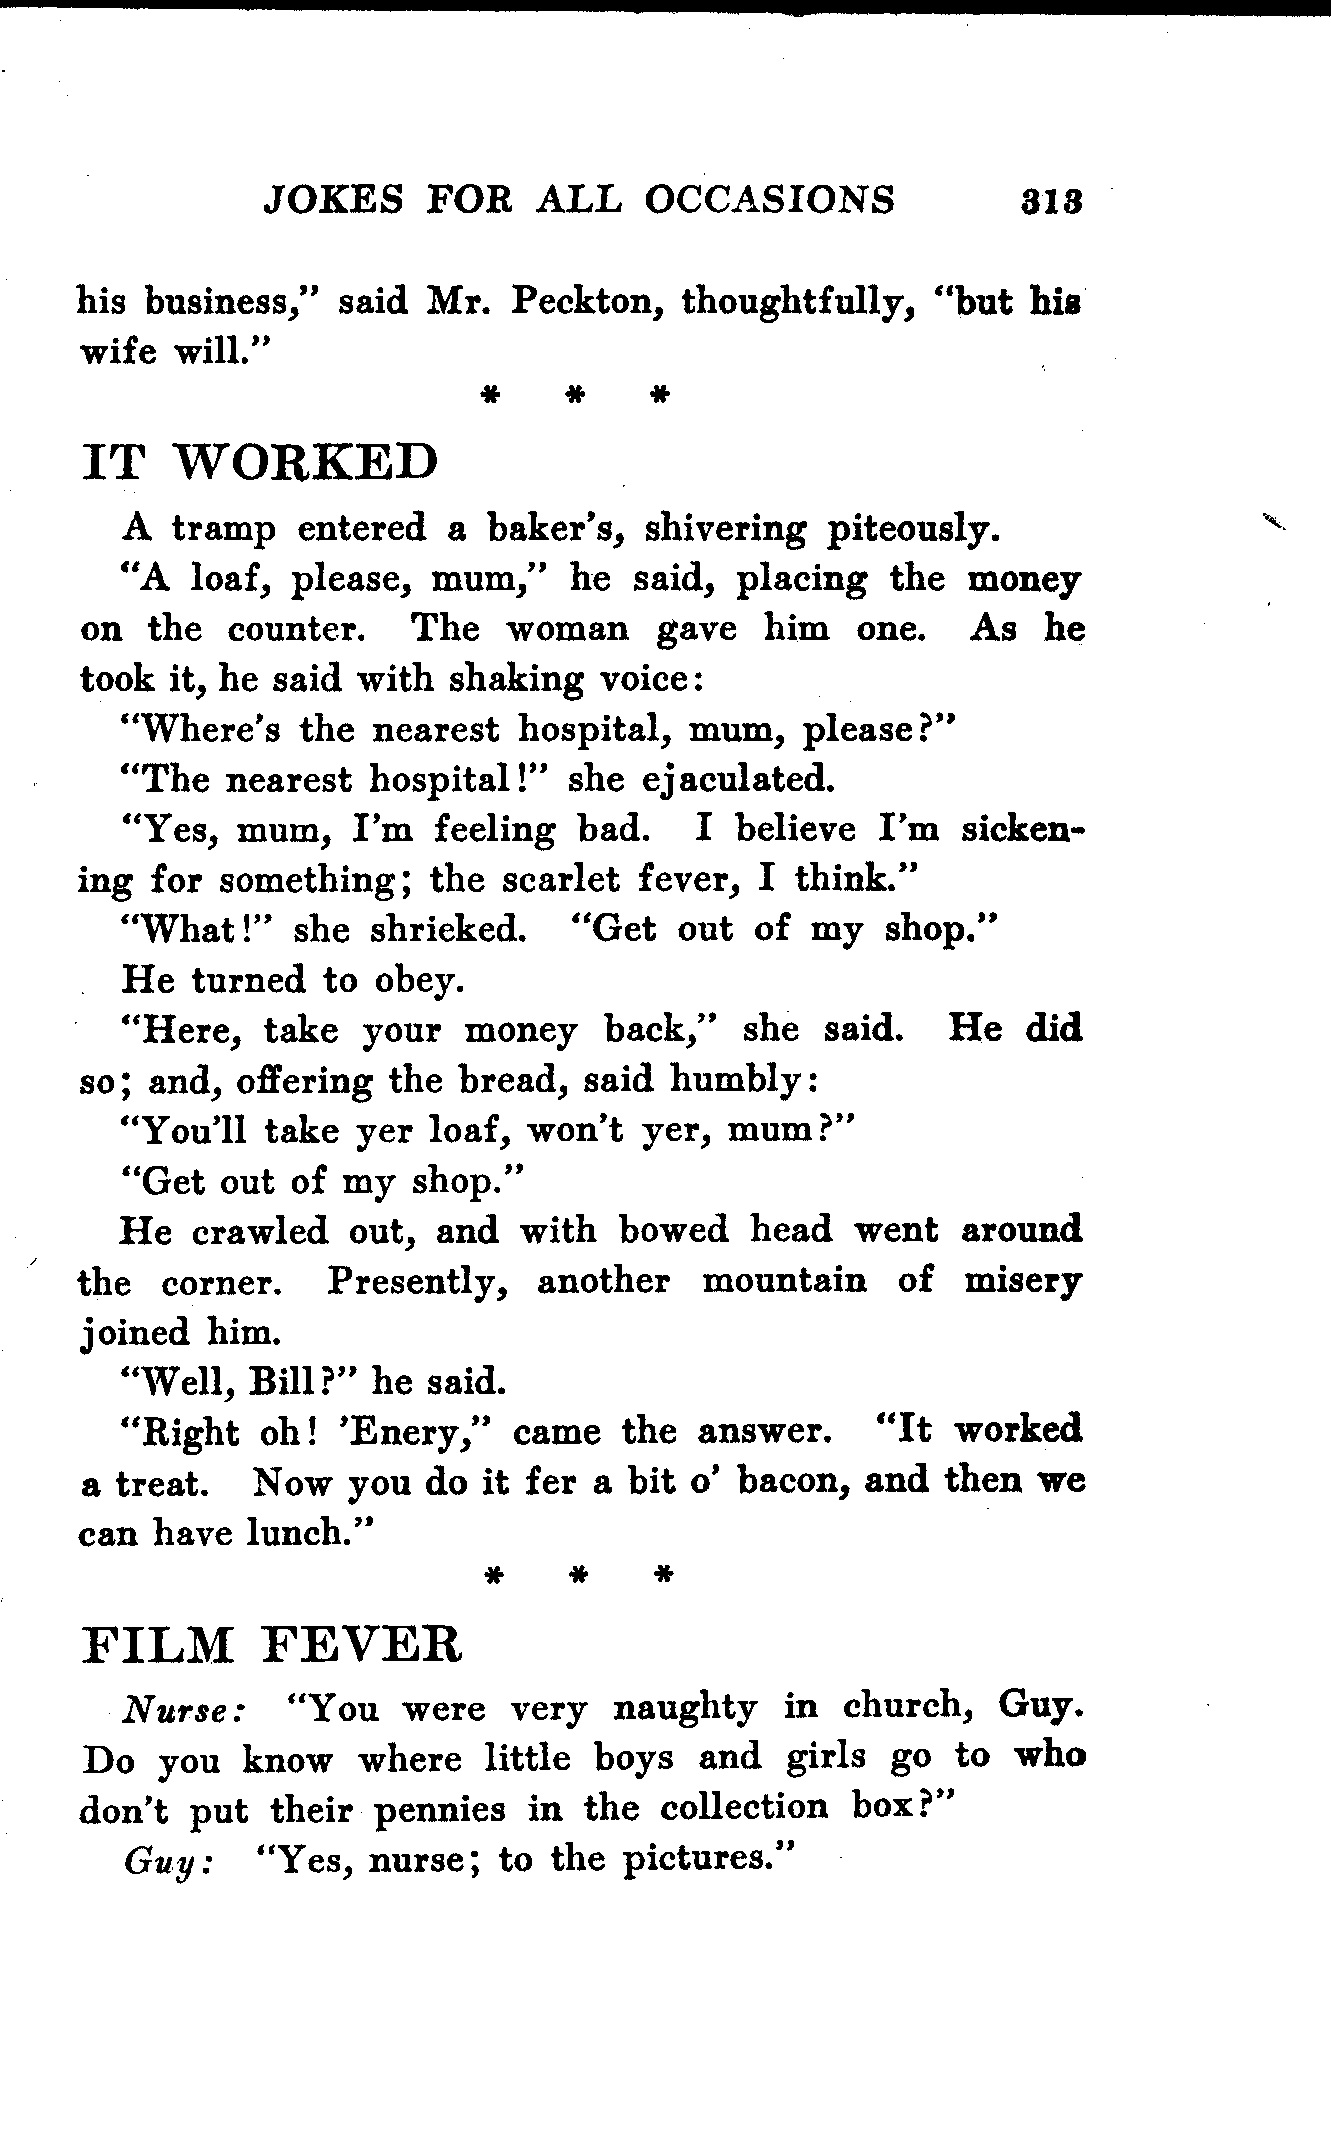 JOKES FOR ALL OCCASIONS 313
his business," said Mr. Peckton, thoughtfully, "but his
wife will."
* * *
IT WORKED
A tramp entered a baker's, shivering piteously.
"A loaf, please, mum," he said, placing the money
on the counter. The woman gave him one. As he
took it, he said with shaking voice:
"Where's the nearest hospital, mum, please?"
"The nearest hospital!" she ejaculated.
"Yes, mum, I'm feeling bad. I believe I'm sicken-
ing for something; the scarlet fever, I think."
"What!" she shrieked. "Get out of my shop."
He turned to obey.
"Here, take your money back," she said. He did
so; and, offering the bread, said humbly:
"You'll take yer loaf, won't yer, mum?"
"Get out of my shop."
He crawled out, and with bowed head went around
the corner. Presently, another mountain of misery
joined him.
"Well, Bill?" he said.
"Right oh! 'Enery," came the answer. "It worked
a treat. Now you do it fer a bit o' bacon, and then we
can have lunch."
* * *
FILM FEVER
Nurse: "You were very naughty in church, Guy.
Do you know where little boys and girls go to who
don't put their pennies in the collection box?"
Guy: "Yes, nurse; to the pictures."